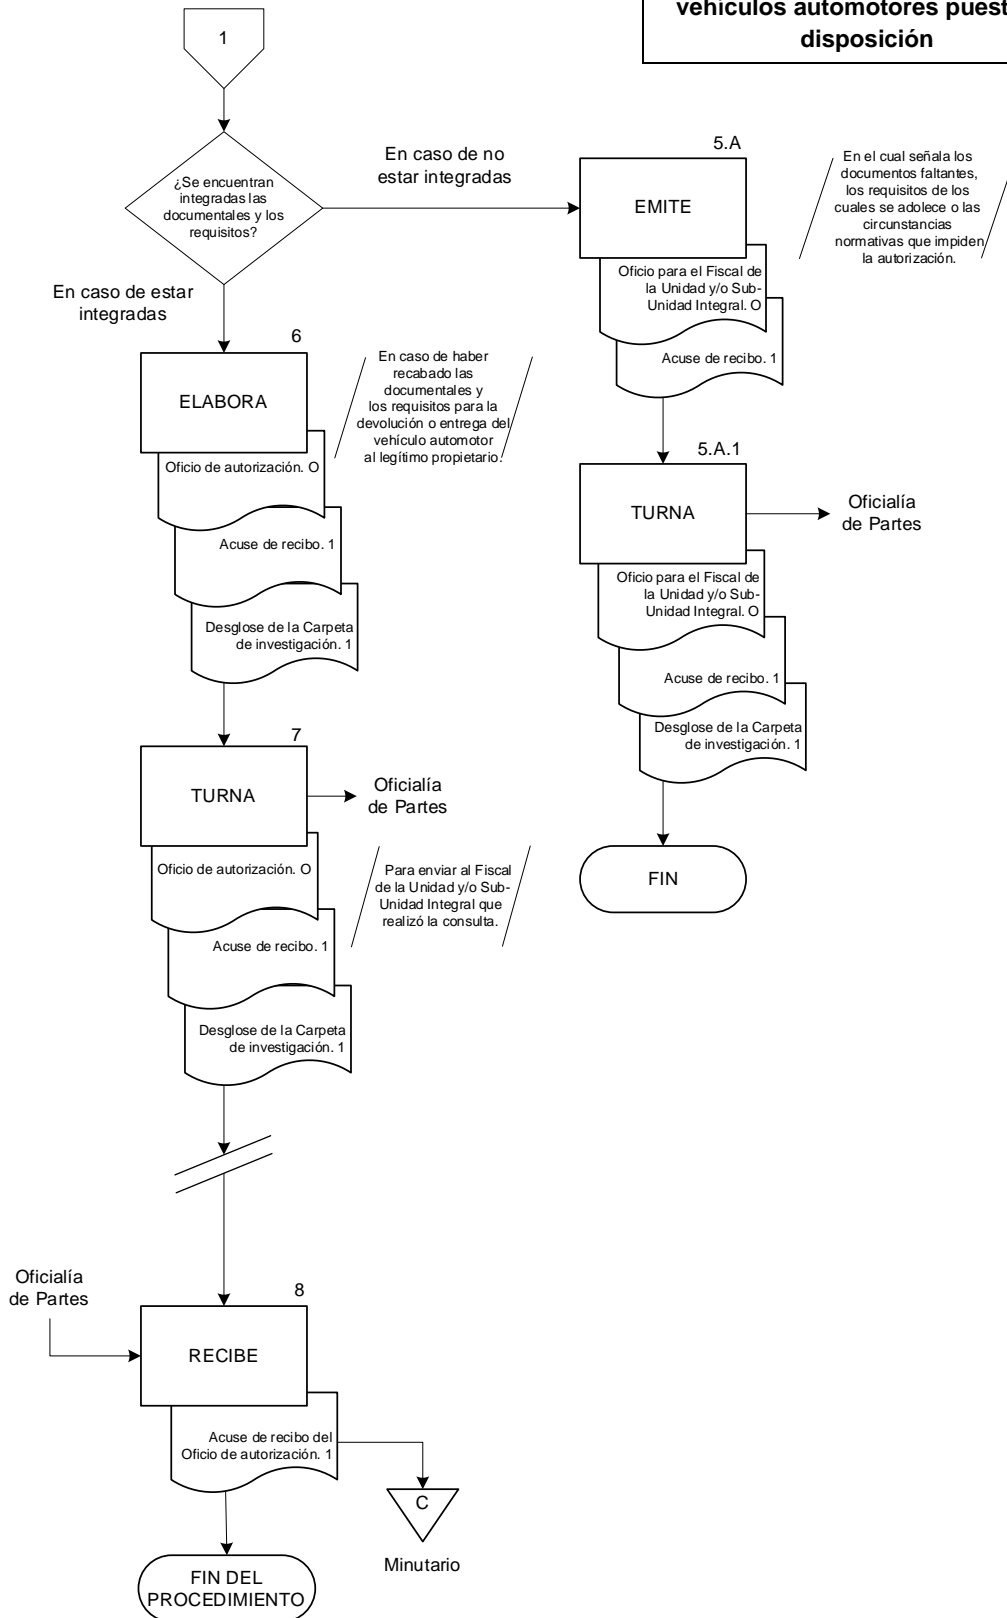 vehículos automotores puest
disposición
1
¿Se encuentran
integradas las
documentales y los
requisitos?
En caso de no
estar integradas
5.A
EMITE
En el cual señala los
documentos faltantes,
los requisitos de los
cuales se adolece o las
circunstancias
normativas que impiden
la autorización.
Oficio para el Fiscal de
la Unidad y/o Sub-
Unidad Integral. O
Acuse de recibo. 1
En caso de estar
integradas
6
ELABORA
En caso de haber
recabado las
documentales y
los requisitos para la
devolución o entrega del
vehículo automotor
al legítimo propietario.
Oficio de autorización. O
Acuse de recibo. 1
Desglose de la Carpeta
de investigación. 1
5.A.1
TURNA
Oficialía
de Partes
Oficio para el Fiscal de
la Unidad y/o Sub-
Unidad Integral. O
Acuse de recibo. 1
Desglose de la Carpeta
de investigación. 1
FIN
7
TURNA
Oficialía
de Partes
Oficio de autorización. O
Para enviar al Fiscal
de la Unidad y/o Sub-
Unidad Integral que
realizó la consulta.
Acuse de recibo. 1
Desglose de la Carpeta
de investigación. 1
Oficialía
de Partes
8
RECIBE
Acuse de recibo del
Oficio de autorización. 1
C
Minutario
FIN DEL
PROCEDIMIENTO